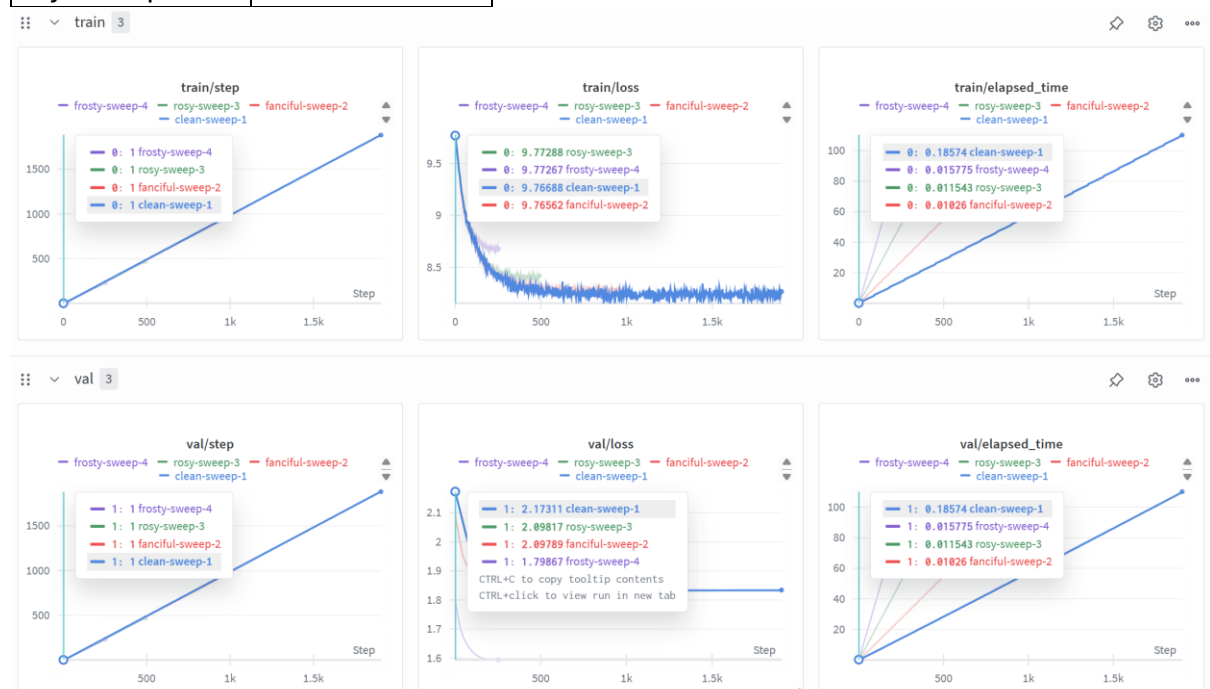 train 3
train/step
frosty-sweep-4 rosy-sweep-3 fanciful-sweep-2
clean-sweep-1
1500
1000
500
0: 1 frosty-sweep-4
0: 1 rosy-sweep-3
0: 1 fanciful-sweep-2
0: 1 clean-sweep-1
Step
0 500 1k 1.5k
train/loss
frosty-sweep-4 rosy-sweep-3 fanciful-sweep-2
clean-sweep-1
9.5
9
8.5
0: 9.77288 rosy-sweep-3
0: 9.77267 frosty-sweep-4
0: 9.76688 clean-sweep-1
0: 9.76562 fanciful-sweep-2
Step
0 500 1k 1.5k
train/elapsed_time
frosty-sweep-4 rosy-sweep-3 fanciful-sweep-2
clean-sweep-1
100
80
60
40
20
0: 0.18574 clean-sweep-1
0: 0.015775 frosty-sweep-4
0: 0.011543 rosy-sweep-3
0: 0.01026 fanciful-sweep-2
Step
0 500 1k 1.5k
val 3
val/step
frosty-sweep-4 rosy-sweep-3 fanciful-sweep-2
clean-sweep-1
1500
1000
500
1: 1 frosty-sweep-4
1: 1 rosy-sweep-3
1: 1 fanciful-sweep-2
1: 1 clean-sweep-1
Step
500 1k 1.5k
val/loss
frosty-sweep-4 rosy-sweep-3 fanciful-sweep-2
clean-sweep-1
2.1
2
1.9
1.8
1.7
1.6
1: 2.17311 clean-sweep-1
1: 2.09817 rosy-sweep-3
1: 2.09789 fanciful-sweep-2
1: 1.79867 frosty-sweep-4
CTRL+C to copy tooltip contents
CTRL+click to view run in new tab
Step
500 1k 1.5k
val/elapsed_time
frosty-sweep-4 rosy-sweep-3 fanciful-sweep-2
clean-sweep-1
100
80
60
40
20
1: 0.18574 clean-sweep-1
1: 0.015775 frosty-sweep-4
1: 0.011543 rosy-sweep-3
1: 0.01026 fanciful-sweep-2
Step
500 1k 1.5k